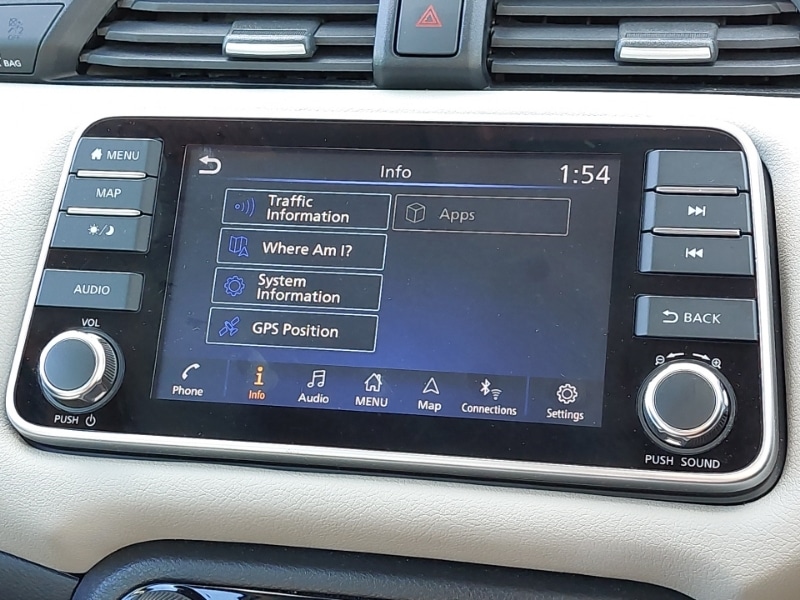 BAG
MENU
MAP
AUDIO
VOL
PUSH
Info
1:54
Traffic
Information
Apps
Where Am I?
System
Information
GPS Position
Phone
Info
Audio
MENU
Map
Connections
Settings
BACK
PUSH SOUND